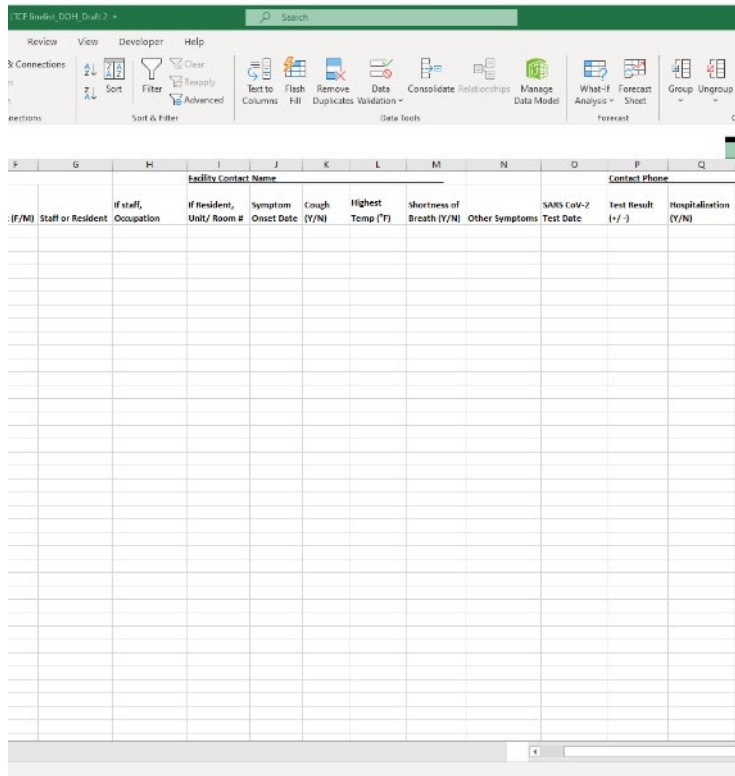 LTCF linelist_DOH_Draft 2
Search
Review View Developer Help
& Connections
Clear
Reapply
Advanced
Sort
Filter
Text to Columns
Flash Fill
Remove Duplicates
Data Validation
Consolidate
Relationships
Manage Data Model
What-If Analysis
Forecast Sheet
Group
Ungroup
Sort & Filter
Data Tools
Forecast
F G H I J K L M N O P Q
Facility Contact Name
Contact Phone
(F/M)
Staff or Resident
If staff,
Occupation
If Resident,
Unit/ Room #
Symptom
Onset Date
Cough
(Y/N)
Highest
Temp (°F)
Shortness of
Breath (Y/N)
Other Symptoms
SARS CoV-2
Test Date
Test Result
(+/ -)
Hospitalization
(Y/N)